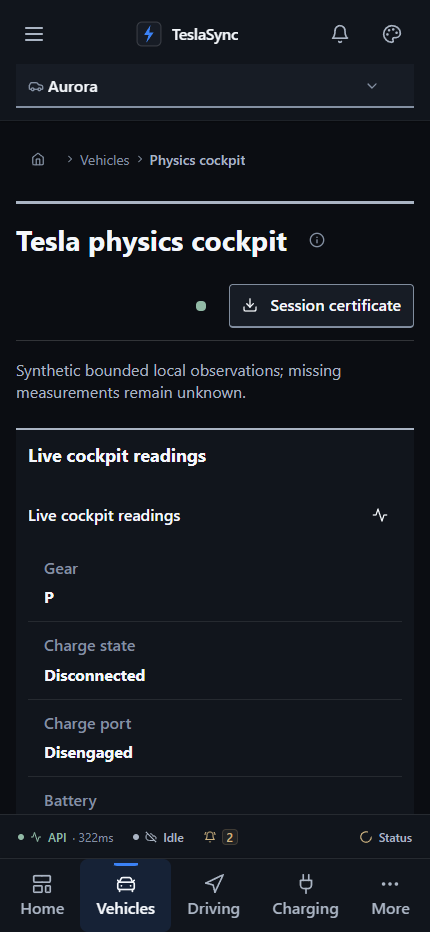 TeslaSync
Aurora
Vehicles
Physics cockpit
Tesla physics cockpit
Session certificate
Synthetic bounded local observations; missing
measurements remain unknown.
Live cockpit readings
Live cockpit readings
Gear
P
Charge state
Disconnected
Charge port
Disengaged
Battery
API · 322ms
Idle
2
Status
Home
Vehicles
Driving
Charging
More